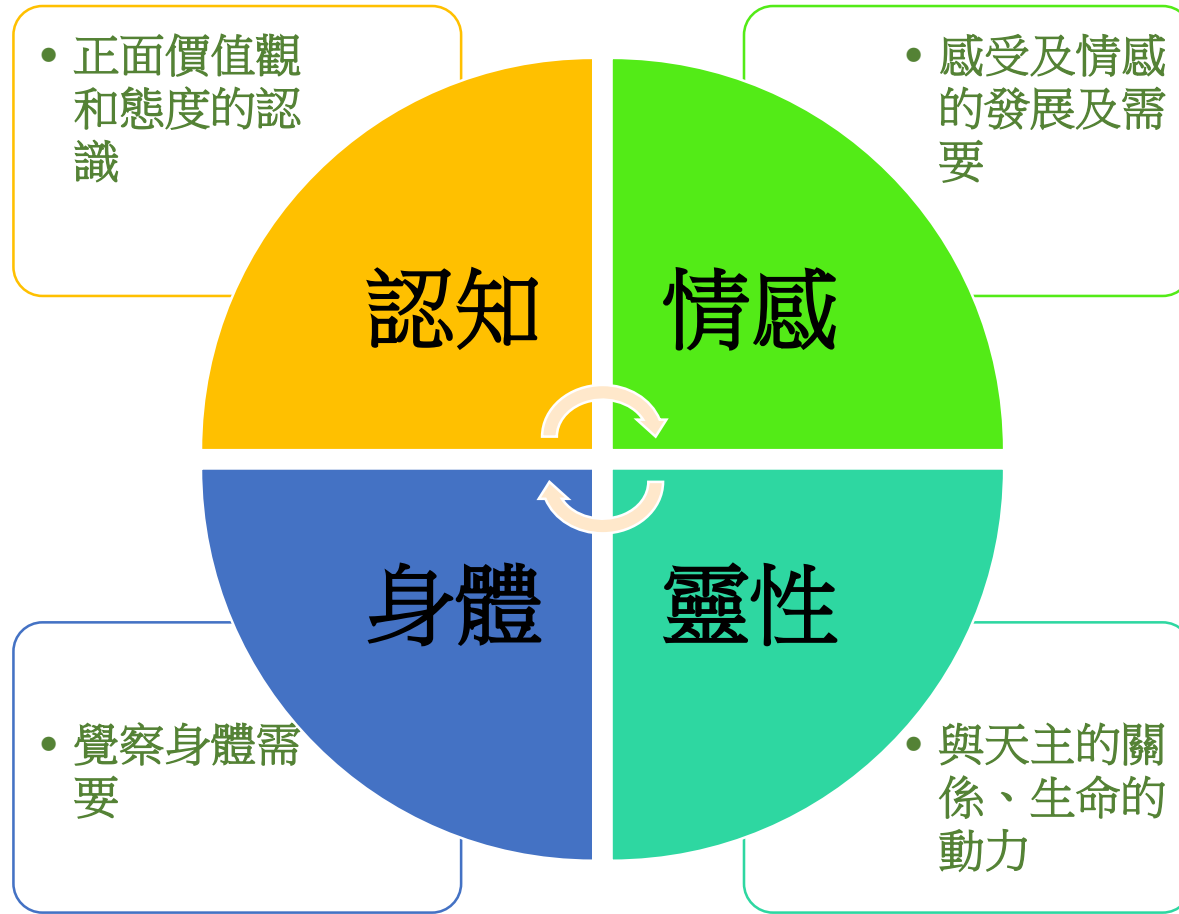 • 正面價值觀
和態度的認
識
• 感受及情感
的發展及需
要
認知
情感
身體
靈性
• 覺察身體需
要
• 與天主的關
係、生命的
動力